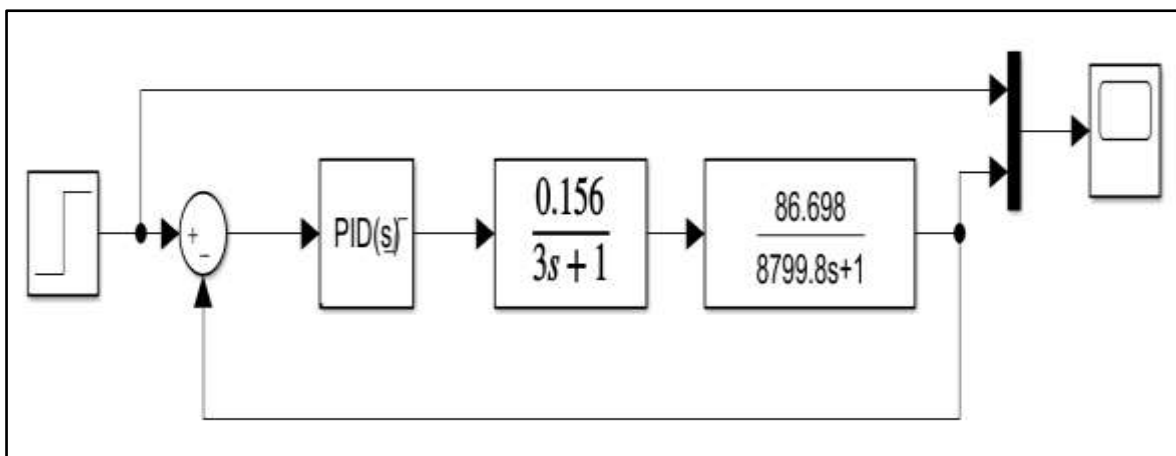 +
−
PID(s)
0.156
3s + 1
86.698
8799.8s+1